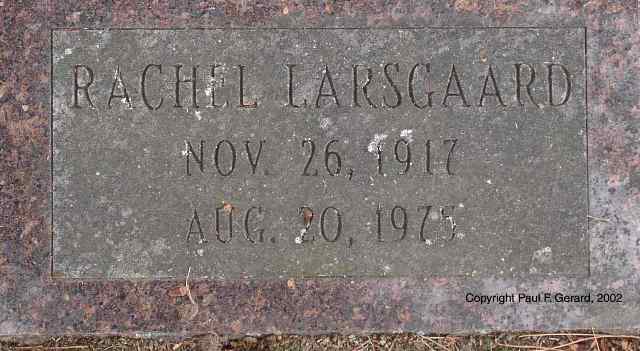 RACHEL LARSGAARD
NOV. 26, 1917
AUG. 20, 1975
Copyright Paul F. Gerard, 2002